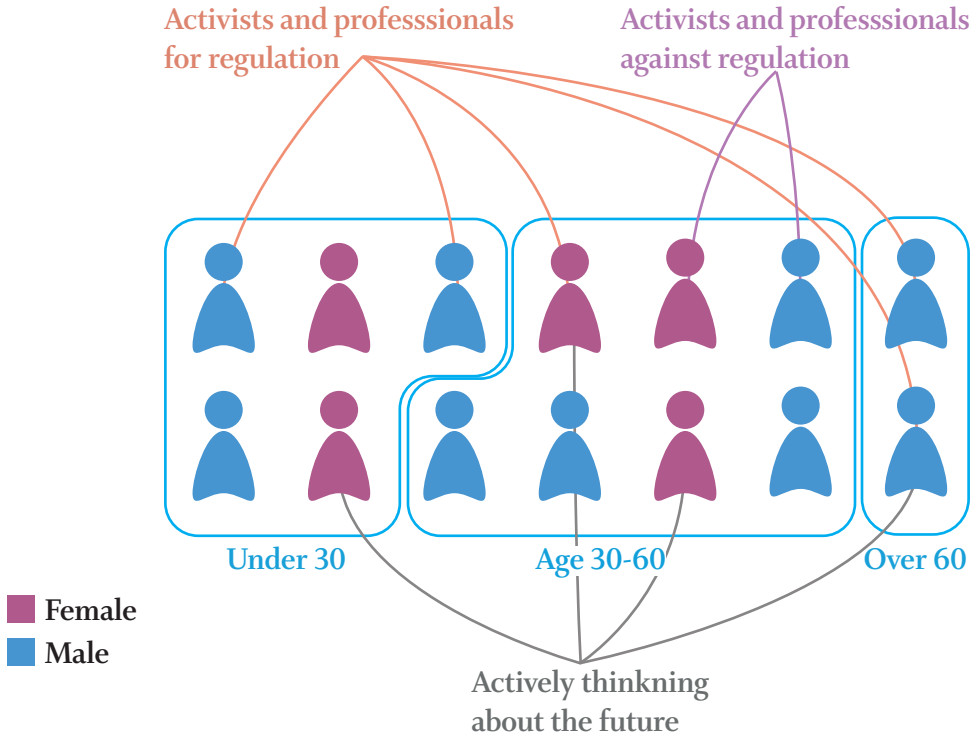 Activists and professsionals
for regulation
Activists and professsionals
against regulation
Under 30
Age 30-60
Over 60
Female
Male
Actively thinkning
about the future